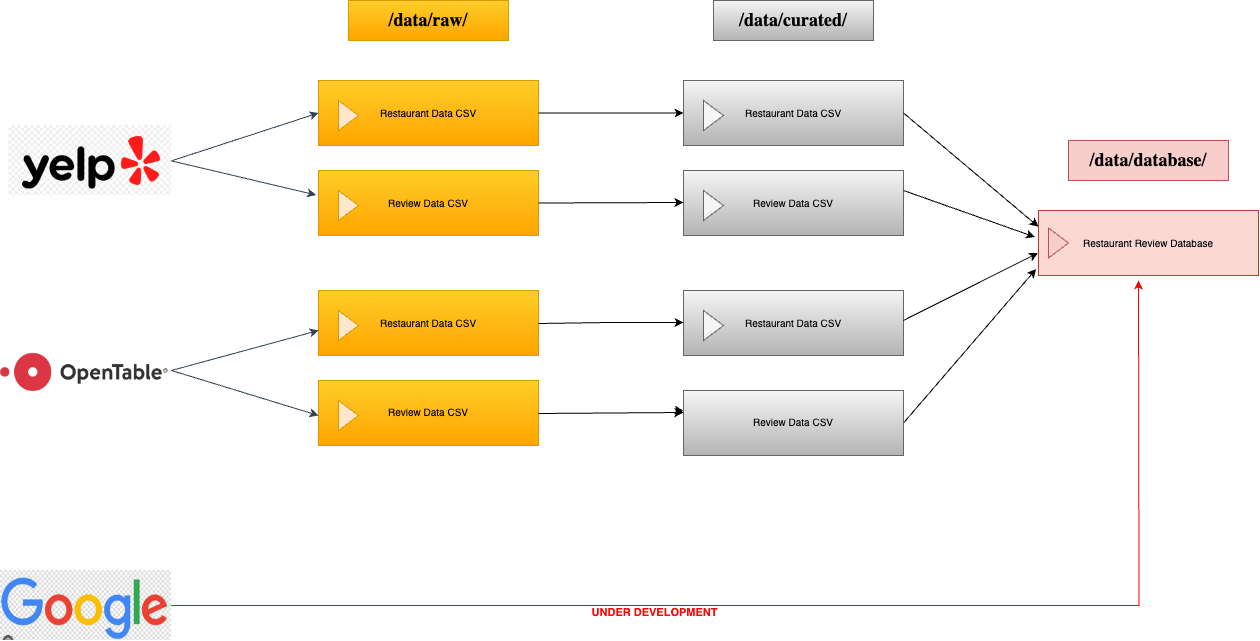 /data/raw/
/data/curated/
Restaurant Data CSV
Restaurant Data CSV
yelp
/data/database/
Review Data CSV
Review Data CSV
Restaurant Review Database
Restaurant Data CSV
Restaurant Data CSV
OpenTable®
Review Data CSV
Review Data CSV
Google
UNDER DEVELOPMENT